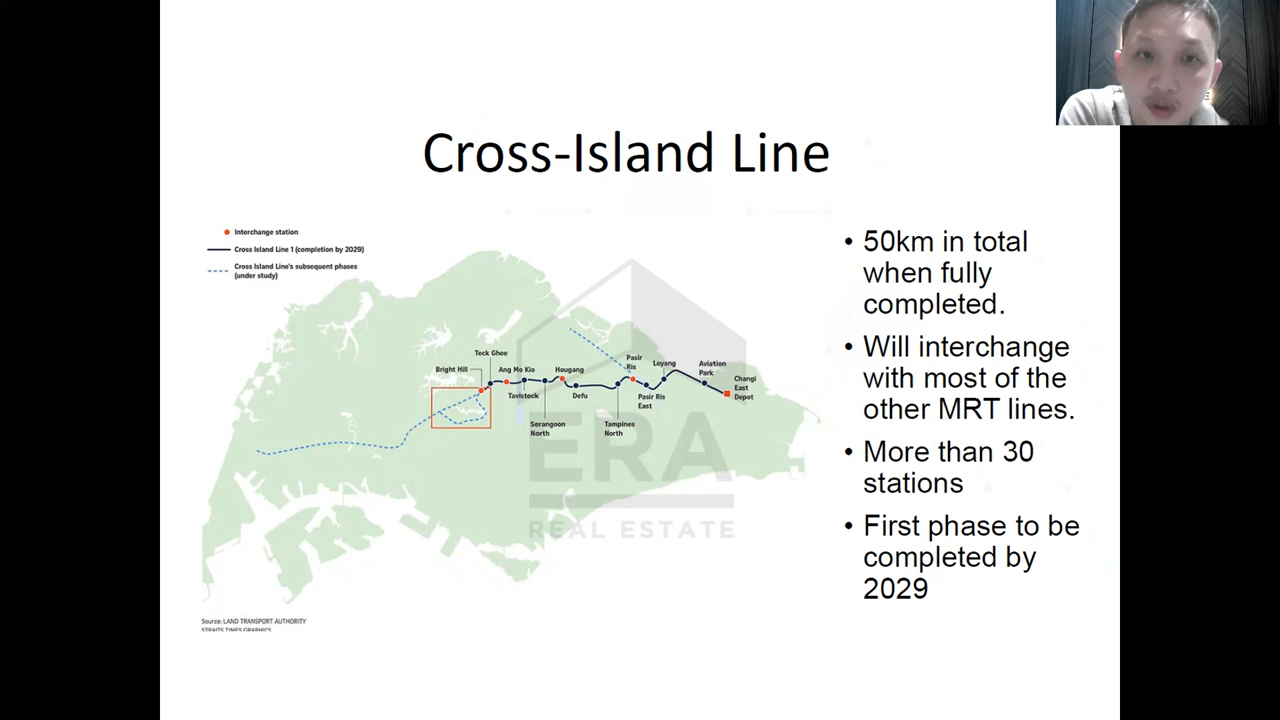 Cross-Island Line
Interchange station
Cross Island Line 1 (completion by 2029)
Cross Island Line's subsequent phases
(under study)
Teck Ghee
Bright Hill
Ang Mo Kio
Hougang
Pasir
Ris
Loyang
Aviation
Park
Changi
East
Depot
Tavistock
Defu
Pasir Ris
East
Serangoon
North
Tampines
North
ERA
REAL ESTATE
Source: LAND TRANSPORT AUTHORITY
STRAITS TIMES GRAPHICS
• 50km in total
when fully
completed.
• Will interchange
with most of the
other MRT lines.
• More than 30
stations
• First phase to be
completed by
2029
E